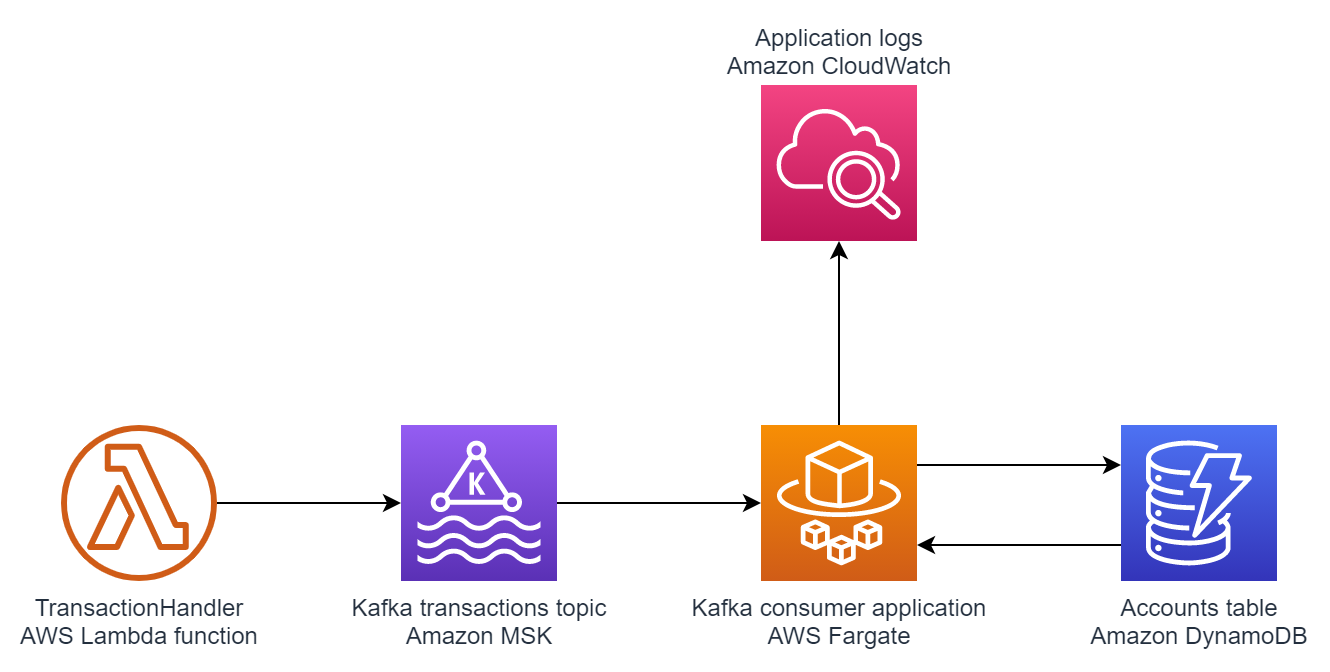 Application logs
Amazon CloudWatch
K
TransactionHandler
AWS Lambda function
Kafka transactions topic
Amazon MSK
Kafka consumer application
AWS Fargate
Accounts table
Amazon DynamoDB